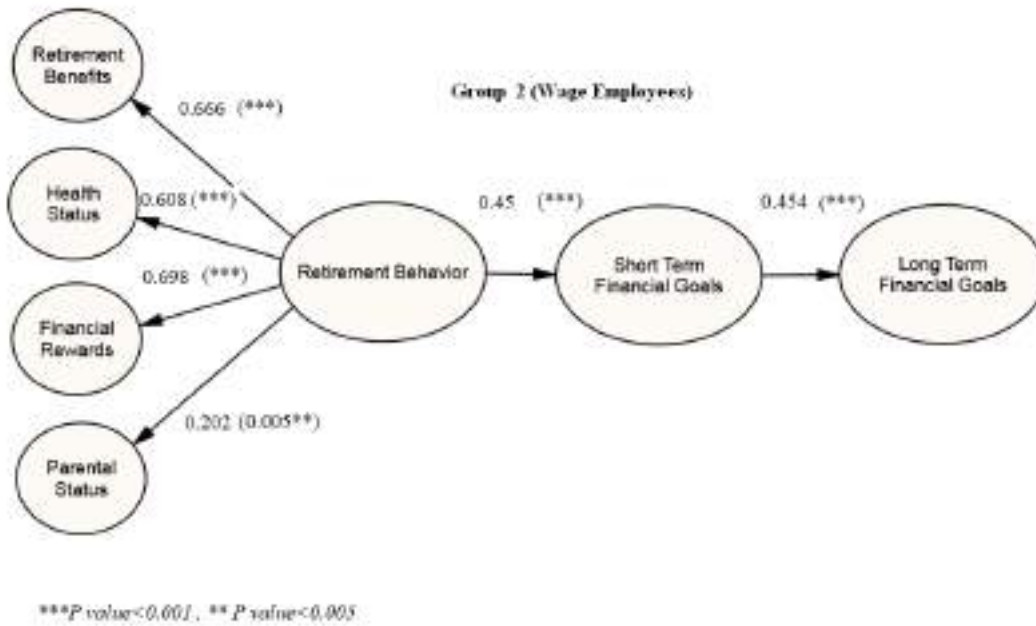 Retirement
Benefits
Group 2 (Wage Employees)
0.666 (***)
Health
Status
0.608 (***)
0.45 (***)
0.454 (***)
Retirement Behavior
Short Term
Financial Goals
Long Term
Financial Goals
0.698 (***)
Financial
Rewards
0.202 (0.005**)
Parental
Status
***P value<0.001, ** P value<0.005